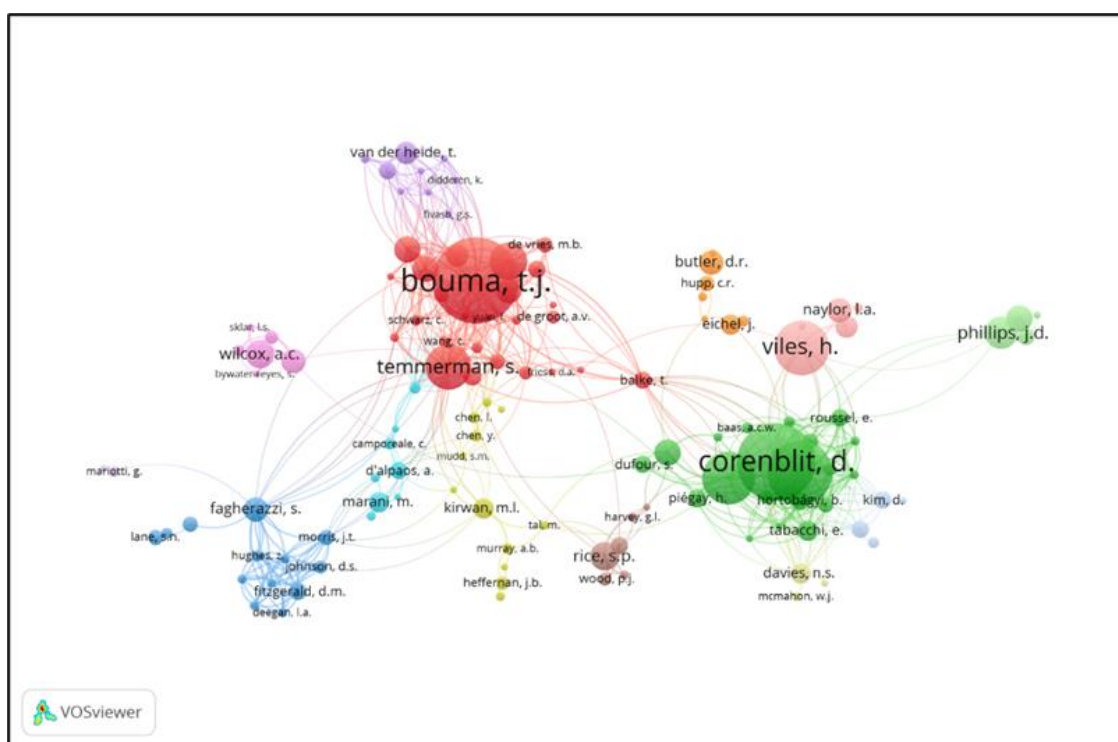 van der heide, t.
didderen, k.
fivash, g.s.
de vries, m.b.
butler, d.r.
bouma, t.j.
hupp, c.r.
naylor, l.a.
schwarz, c.
de groot, a.v.
eichel, j.
phillips, j.d.
sklar, l.s.
wilcox, a.c.
wang, c.
viles, h.
bywater-reyes, s.
temmerman, s.
balke, t.
chen, l.
roussel, e.
baas, a.c.w.
camporeale, c.
chen, y.
mudd, s.m.
dufour, s.
corenblit, d.
mariotti, g.
d'alpaos, a.
piégay, h.
hortobágyi, b.
kim, d.
fagherazzi, s.
marani, m.
kirwan, m.l.
harvey, g.l.
tabacchi, e.
lane, s.n.
morris, j.t.
tal, m.
hughes, z.
johnson, d.s.
murray, a.b.
rice, s.p.
davies, n.s.
fitzgerald, d.m.
heffernan, j.b.
wood, p.j.
mcmahon, w.j.
deegan, l.a.
VOSviewer